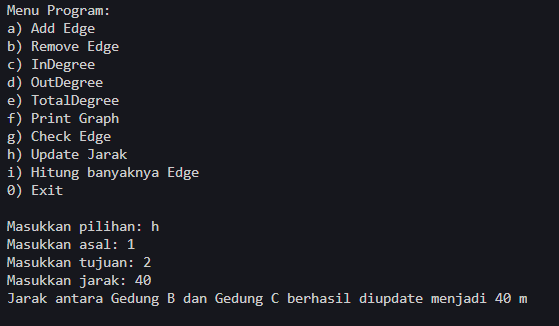 Menu Program:
a) Add Edge
b) Remove Edge
c) InDegree
d) OutDegree
e) TotalDegree
f) Print Graph
g) Check Edge
h) Update Jarak
i) Hitung banyaknya Edge
0) Exit
Masukkan pilihan: h
Masukkan asal: 1
Masukkan tujuan: 2
Masukkan jarak: 40
Jarak antara Gedung B dan Gedung C berhasil diupdate menjadi 40 m